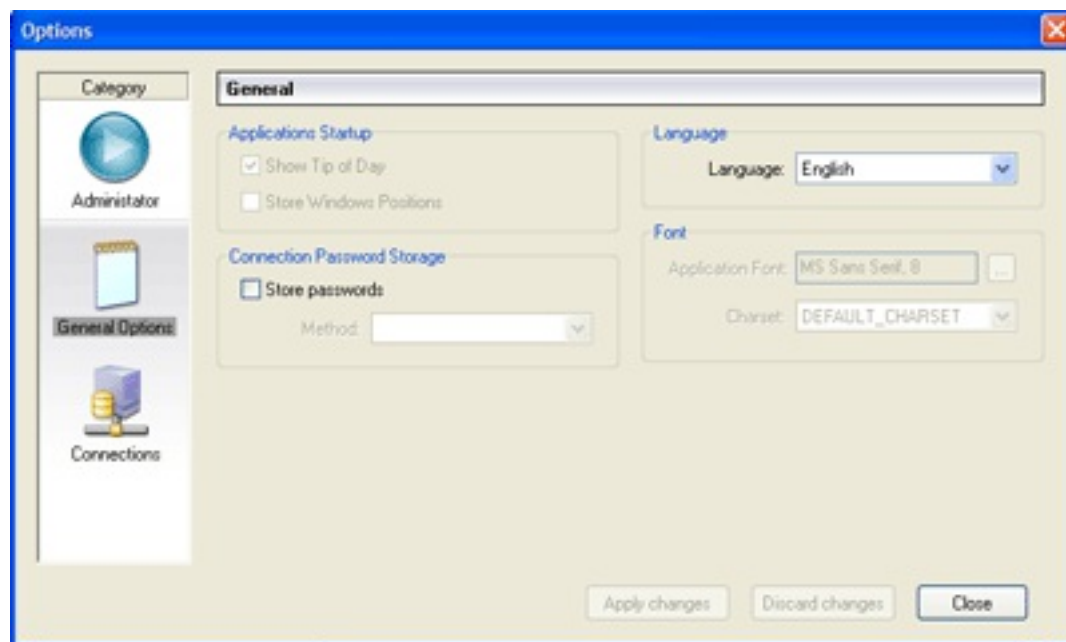 Options
Category
Administator
General Options
Connections
General
Applications Startup
Show Tip of Day
Store Windows Positions
Connection Password Storage
Store passwords
Method:
Language
Language: English
Font
Application Font: MS Sans Serif, 8 ...
Charset: DEFAULT_CHARSET
Apply changes Discard changes Close